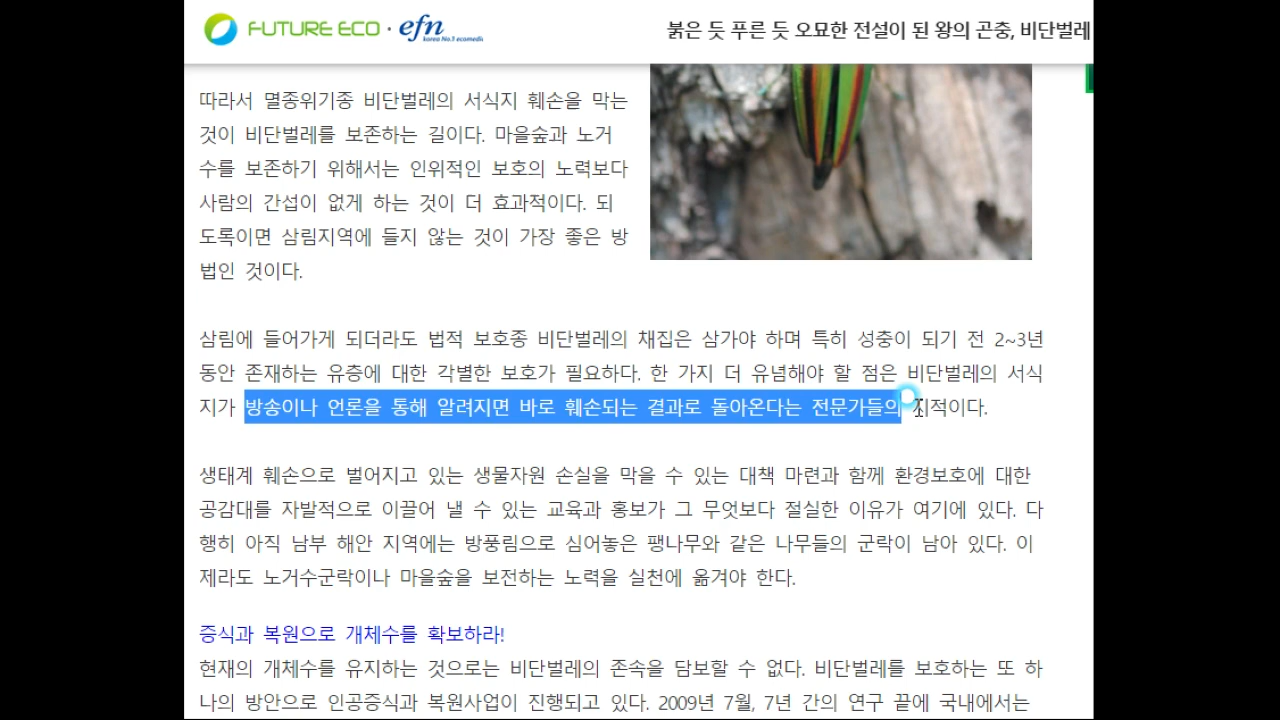 FUTURE ECO · efn
korea No.1 ecomedia
붉은 듯 푸른 듯 오묘한 전설이 된 왕의 곤충, 비단벌레
따라서 멸종위기종 비단벌레의 서식지 훼손을 막는
것이 비단벌레를 보존하는 길이다. 마을숲과 노거
수를 보존하기 위해서는 인위적인 보호의 노력보다
사람의 간섭이 없게 하는 것이 더 효과적이다. 되
도록이면 삼림지역에 들지 않는 것이 가장 좋은 방
법인 것이다.
삼림에 들어가게 되더라도 법적 보호종 비단벌레의 채집은 삼가야 하며 특히 성충이 되기 전 2~3년
동안 존재하는 유층에 대한 각별한 보호가 필요하다. 한 가지 더 유념해야 할 점은 비단벌레의 서식
지가 방송이나 언론을 통해 알려지면 바로 훼손되는 결과로 돌아온다는 전문가들의 지적이다.
생태계 훼손으로 벌어지고 있는 생물자원 손실을 막을 수 있는 대책 마련과 함께 환경보호에 대한
공감대를 자발적으로 이끌어 낼 수 있는 교육과 홍보가 그 무엇보다 절실한 이유가 여기에 있다. 다
행히 아직 남부 해안 지역에는 방풍림으로 심어놓은 팽나무와 같은 나무들의 군락이 남아 있다. 이
제라도 노거수군락이나 마을숲을 보전하는 노력을 실천에 옮겨야 한다.
증식과 복원으로 개체수를 확보하라!
현재의 개체수를 유지하는 것으로는 비단벌레의 존속을 담보할 수 없다. 비단벌레를 보호하는 또 하
나의 방안으로 인공증식과 복원사업이 진행되고 있다. 2009년 7월, 7년 간의 연구 끝에 국내에서는